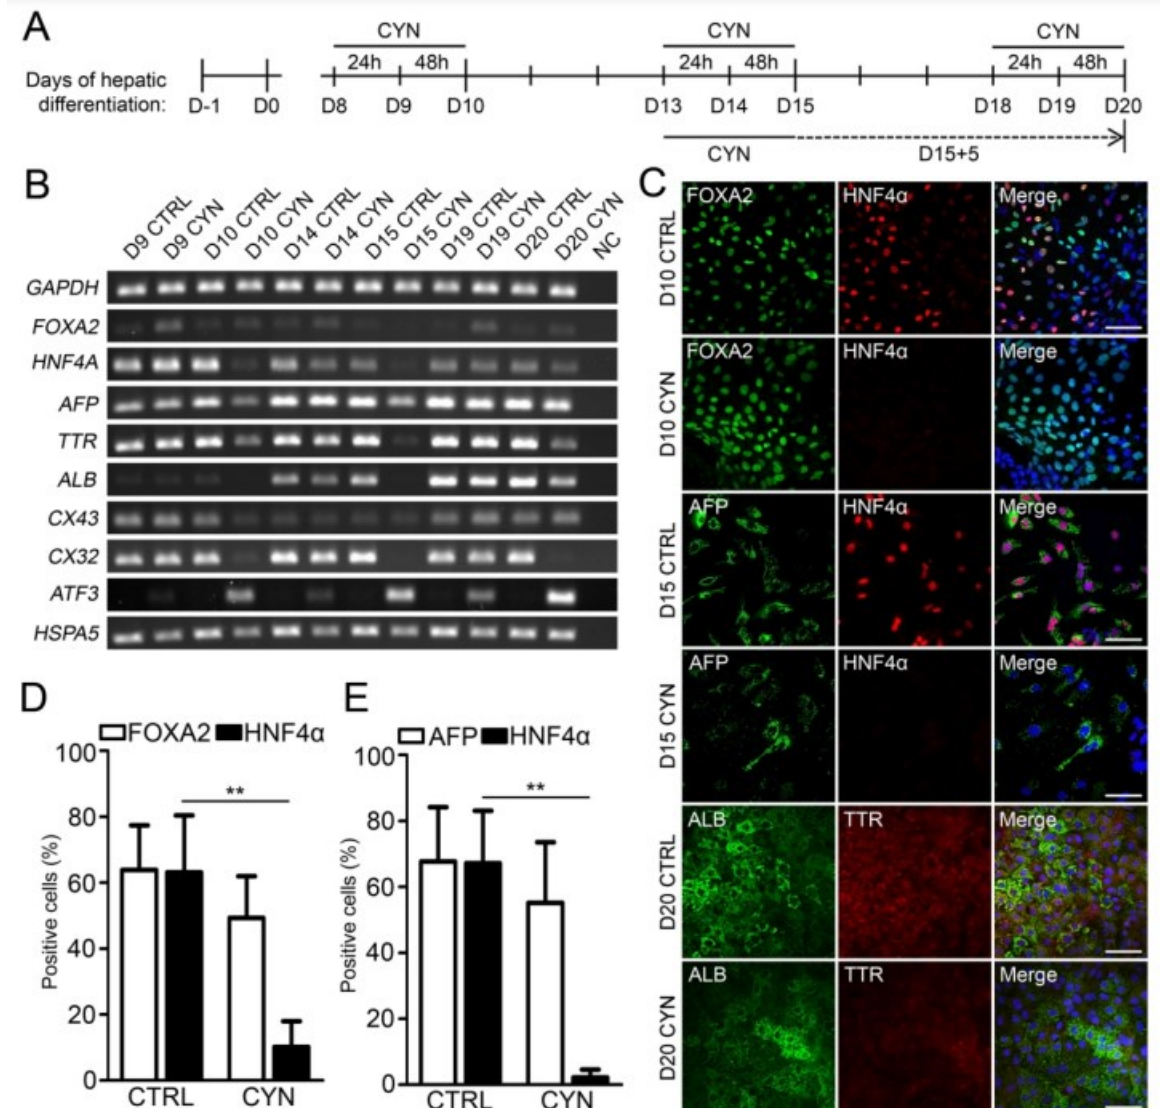 A
CYN CYN CYN
24h 48h 24h 48h 24h 48h
Days of hepatic
differentiation: D-1 D0 D8 D9 D10 D13 D14 D15 D18 D19 D20
CYN D15+5
B
D9 CTRL D9 CYN D10 CTRL D10 CYN D14 CTRL D14 CYN D15 CTRL D15 CYN D19 CTRL D19 CYN D20 CTRL D20 CYN NC
GAPDH
FOXA2
HNF4A
AFP
TTR
ALB
CX43
CX32
ATF3
HSPA5
C
D10 CTRL
FOXA2 HNF4α Merge
D10 CYN
FOXA2 HNF4α Merge
D15 CTRL
AFP HNF4α Merge
D15 CYN
AFP HNF4α Merge
D20 CTRL
ALB TTR Merge
D20 CYN
ALB TTR Merge
D
FOXA2 HNF4α
**
Positive cells (%)
100
80
60
40
20
0
CTRL CYN
E
AFP HNF4α
**
Positive cells (%)
100
80
60
40
20
0
CTRL CYN